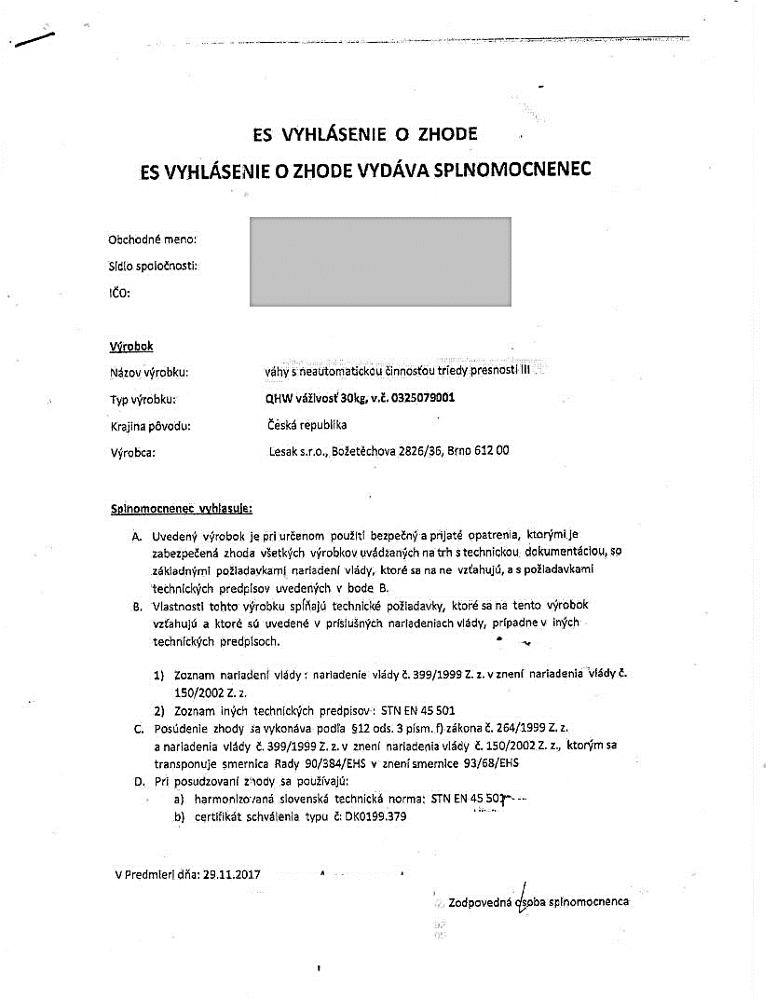 ES VYHLÁSENIE O ZHODE
ES VYHLÁSENIE O ZHODE VYDÁVA SPLNOMOCNENEC
Obchodné meno:
Sídlo spoločnosti:
IČO:
Výrobok
Názov výrobku: váhy s neautomatickou činnosťou triedy presnosti III
Typ výrobku: QHW váživosť 30kg, v.č. 0325079001
Krajina pôvodu: Česká republika
Výrobca: Lesak s.r.o., Božetěchova 2826/36, Brno 612 00
Splnomocnenec vyhlasuje:
A. Uvedený výrobok je pri určenom použití bezpečný a prijaté opatrenia, ktorými je
zabezpečená zhoda všetkých výrobkov uvádzaných na trh s technickou dokumentáciou, so
základnými požiadavkami nariadení vlády, ktoré sa na ne vzťahujú, a s požiadavkami
technických predpisov uvedených v bode B.
B. Vlastnosti tohto výrobku spĺňajú technické požiadavky, ktoré sa na tento výrobok
vzťahujú a ktoré sú uvedené v príslušných nariadeniach vlády, prípadne v iných
technických predpisoch.
1) Zoznam nariadení vlády : nariadenie vlády č. 399/1999 Z. z. v znení nariadenia vlády č.
150/2002 Z. z.
2) Zoznam iných technických predpisov : STN EN 45 501
C. Posúdenie zhody sa vykonáva podľa §12 ods. 3 písm. f) zákona č. 264/1999 Z. z.
a nariadenia vlády č. 399/1999 Z. z. v znení nariadenia vlády č. 150/2002 Z. z., ktorým sa
transponuje smernica Rady 90/384/EHS v znení smernice 93/68/EHS
D. Pri posudzovaní zhody sa používajú:
a) harmonizovaná slovenská technická norma: STN EN 45 501
b) certifikát schválenia typu č: DK0199.379
V Predmieri dňa: 29.11.2017
Zodpovedná osoba splnomocnenca